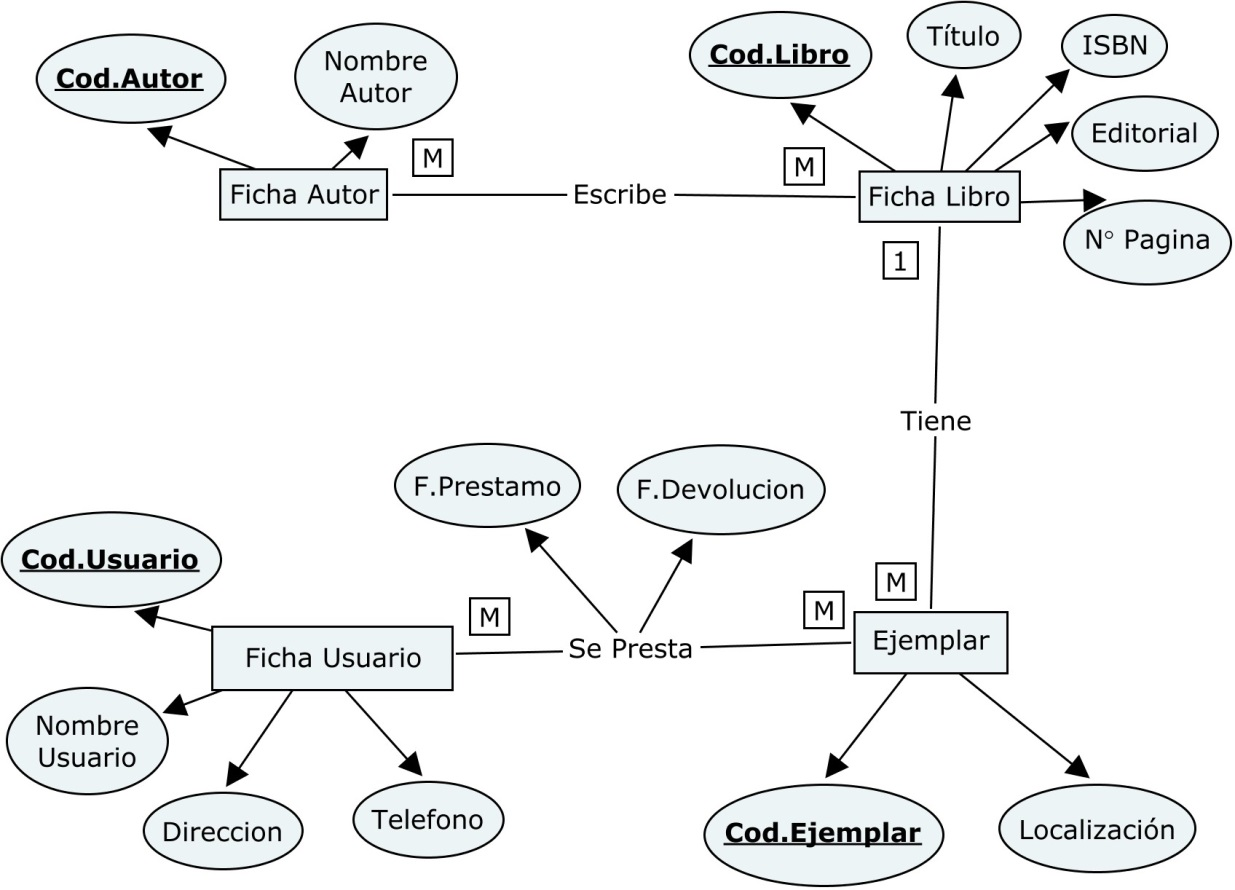 Cod.Autor
Nombre
Autor
Cod.Libro
Título
ISBN
Editorial
N° Pagina
M
M
Ficha Autor
Escribe
Ficha Libro
1
Tiene
F.Prestamo
F.Devolucion
Cod.Usuario
M
M
M
Ficha Usuario
Se Presta
Ejemplar
Nombre
Usuario
Direccion
Telefono
Cod.Ejemplar
Localización